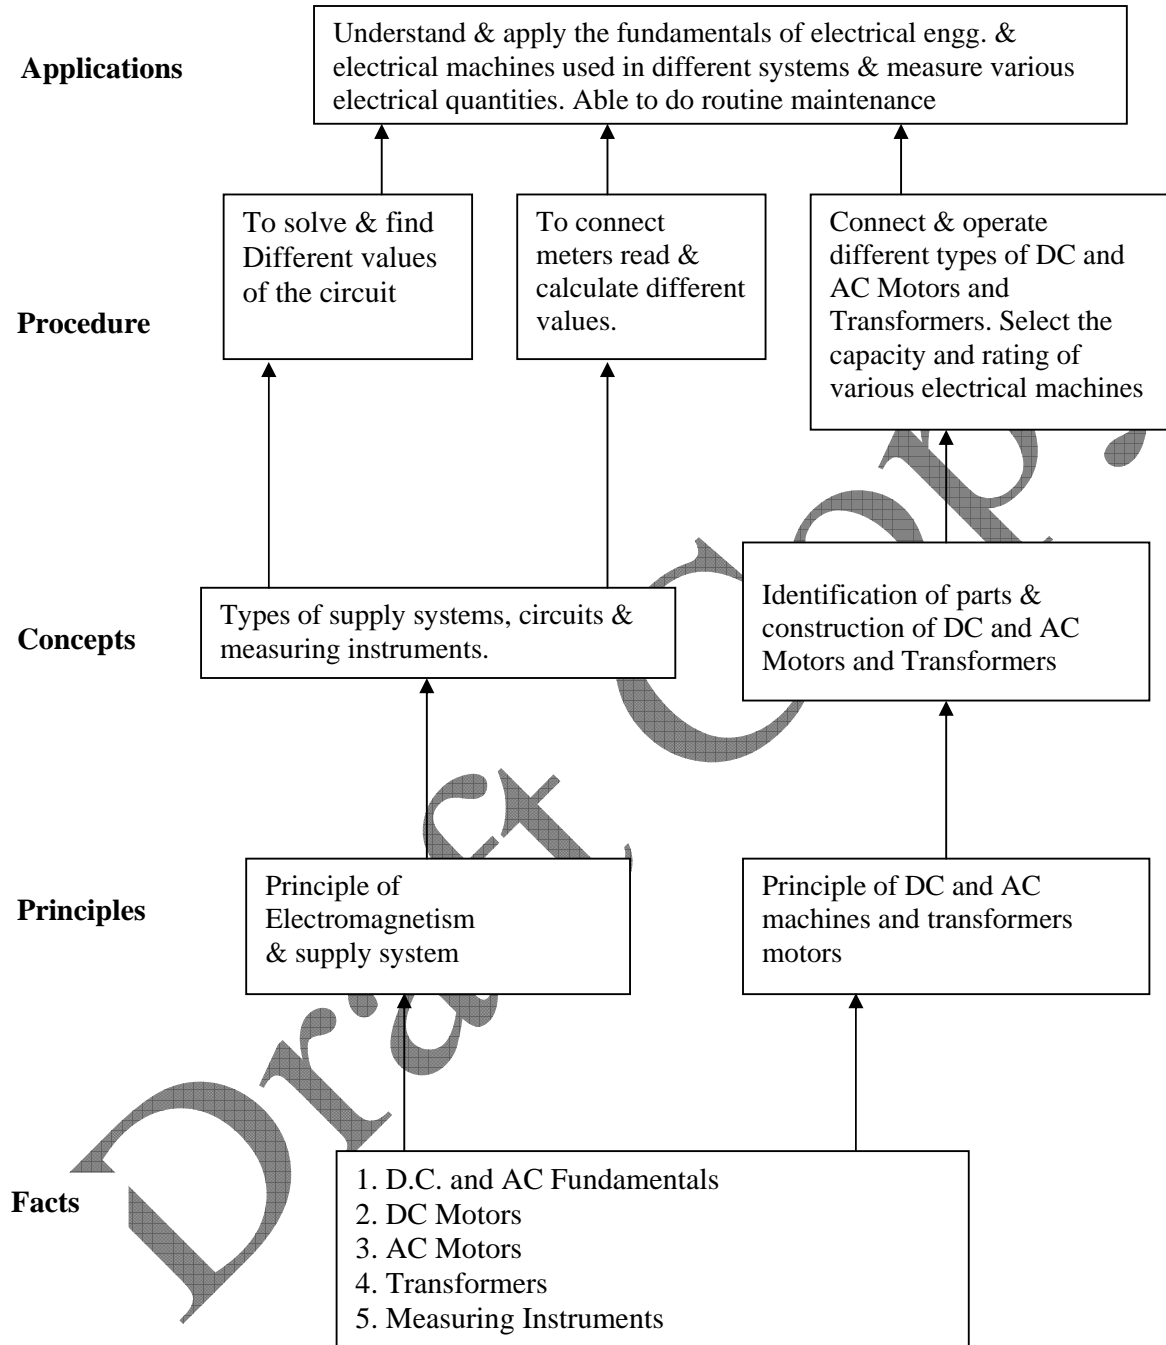 Applications
Understand & apply the fundamentals of electrical engg. &
electrical machines used in different systems & measure various
electrical quantities. Able to do routine maintenance
Procedure
To solve & find
Different values
of the circuit
To connect
meters read &
calculate different
values.
Connect & operate
different types of DC and
AC Motors and
Transformers. Select the
capacity and rating of
various electrical machines
Concepts
Types of supply systems, circuits &
measuring instruments.
Identification of parts &
construction of DC and AC
Motors and Transformers
Principles
Principle of
Electromagnetism
& supply system
Principle of DC and AC
machines and transformers
motors
Facts
1. D.C. and AC Fundamentals
2. DC Motors
3. AC Motors
4. Transformers
5. Measuring Instruments
Draft Copy